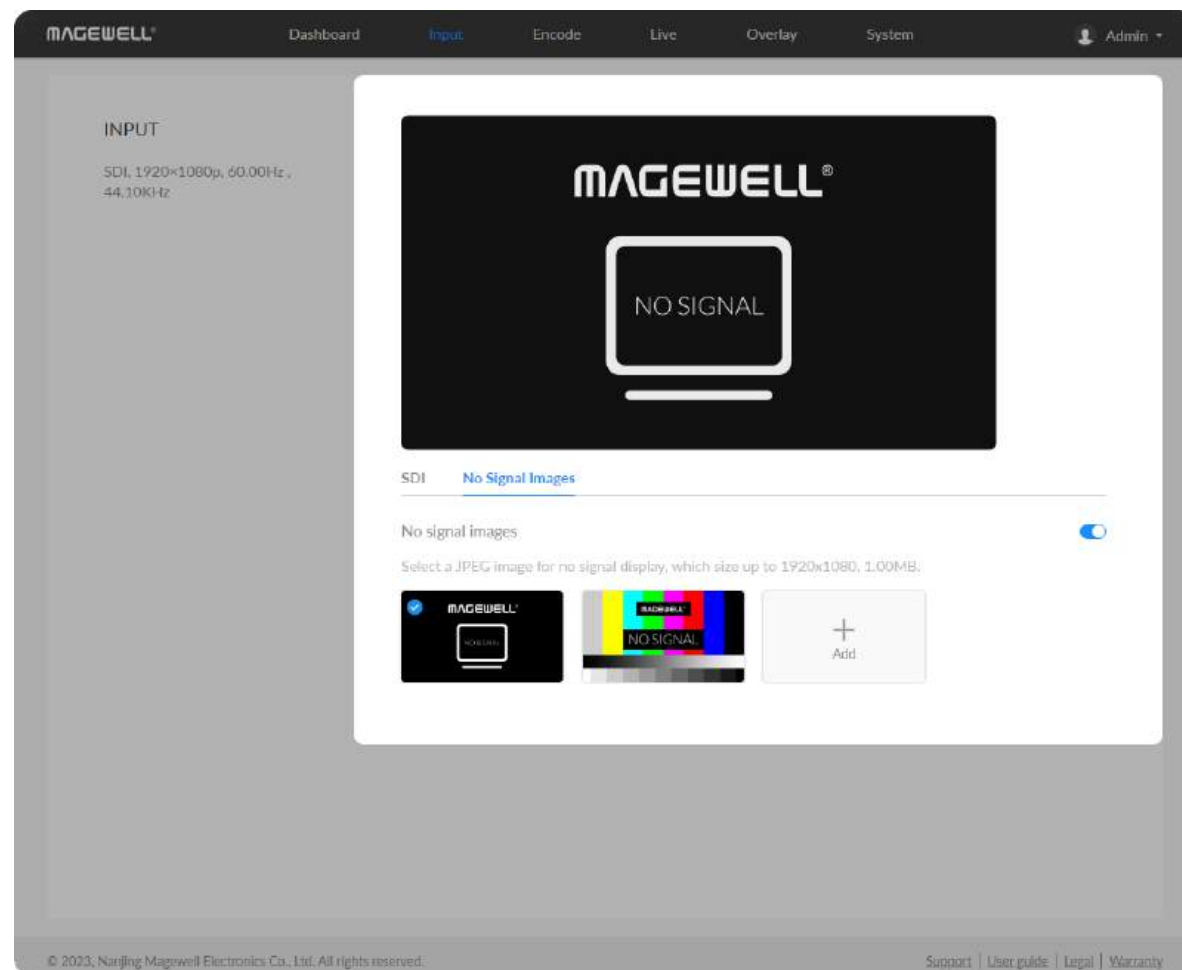 MAGEWELL®
Dashboard Input Encode Live Overlay System Admin
INPUT
SDI, 1920×1080p, 60.00Hz ,
44.10KHz
MAGEWELL®
NO SIGNAL
SDI No Signal Images
No signal images
Select a JPEG image for no signal display, which size up to 1920x1080, 1.00MB.
MAGEWELL®
NO SIGNAL
MAGEWELL®
NO SIGNAL
Add
© 2023, Nanjing Magewell Electronics Co., Ltd. All rights reserved.
Support | User guide | Legal | Warranty